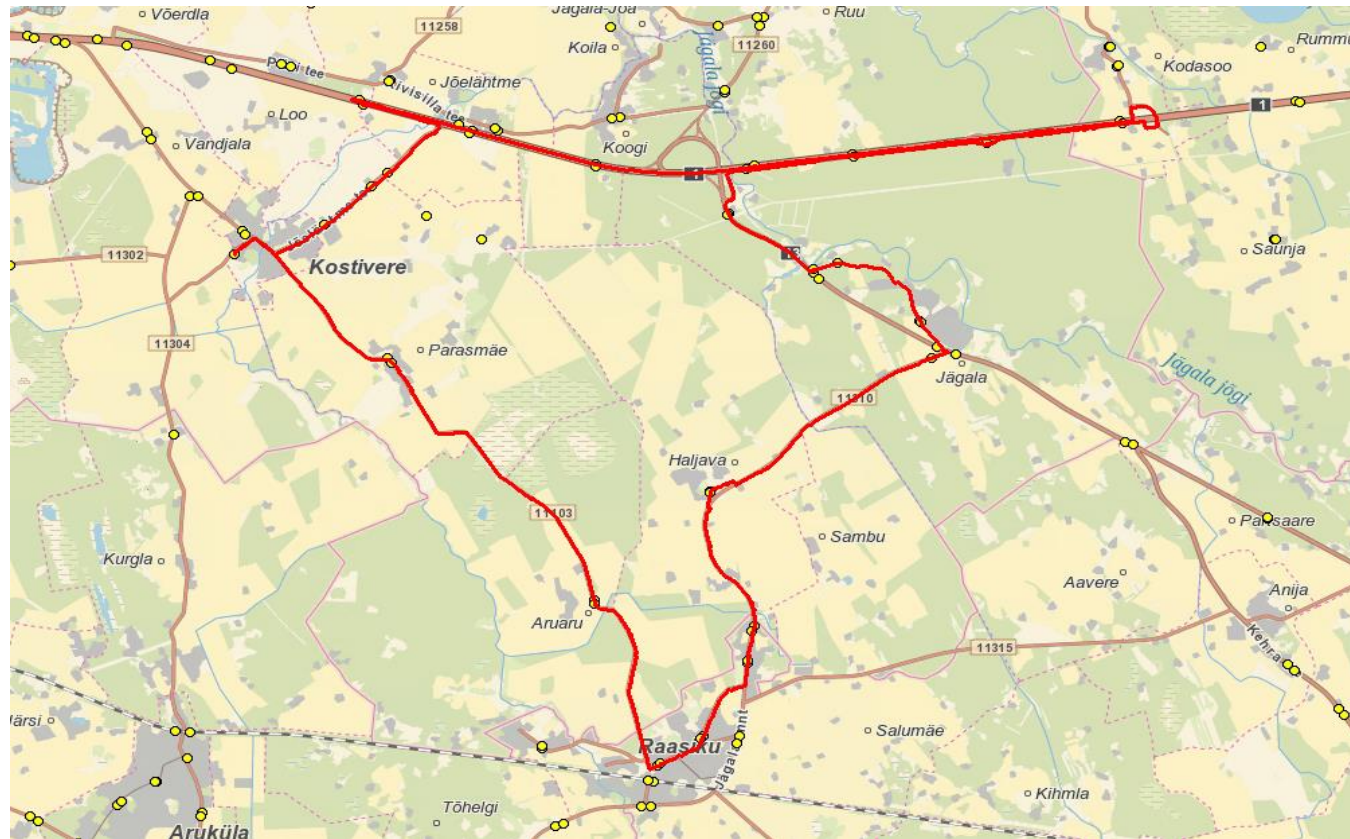 Võerdla
11258
Jägala-Joa
Ruu
11260
Koila
Jägala jõgi
Rummu
Kodasoo
Jõelähtme
Loo
1
Vandjala
Koogi
1
Saunja
11302
Kostivere
11304
Parasmäe
Jägala
Jägala jõgi
11310
Haljava
11103
Sambu
Kurgla
Aavere
Anija
Aruaru
Kehra
11315
Järsi
Raasiku
Salumäe
Tõhelgi
Kihmla
Aruküla